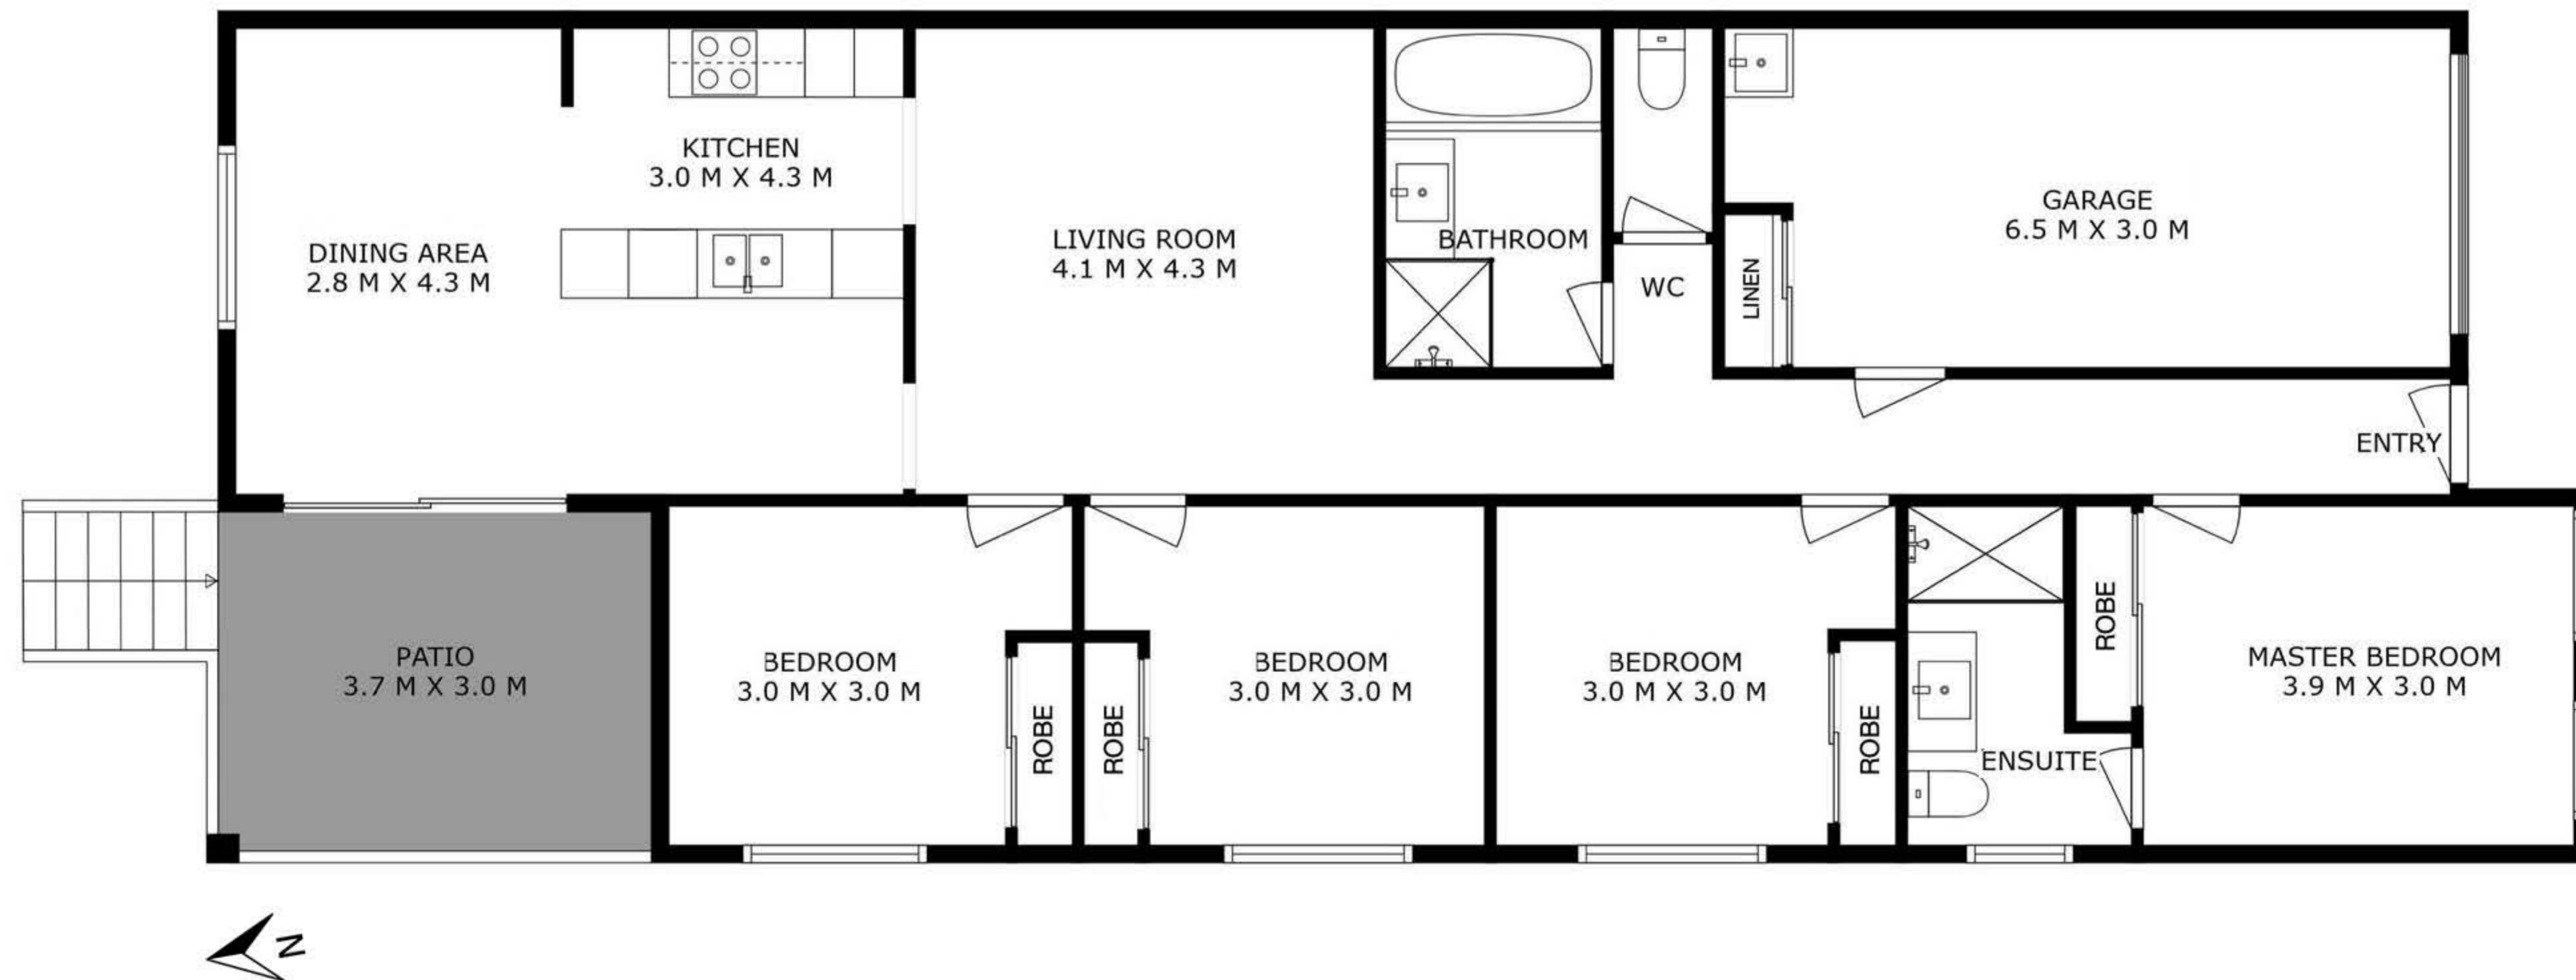 KITCHEN
3.0 M X 4.3 M
DINING AREA
2.8 M X 4.3 M
LIVING ROOM
4.1 M X 4.3 M
BATHROOM
WC
LINEN
GARAGE
6.5 M X 3.0 M
ENTRY
PATIO
3.7 M X 3.0 M
BEDROOM
3.0 M X 3.0 M
ROBE
ROBE
BEDROOM
3.0 M X 3.0 M
BEDROOM
3.0 M X 3.0 M
ROBE
ENSUITE
ROBE
MASTER BEDROOM
3.9 M X 3.0 M
N